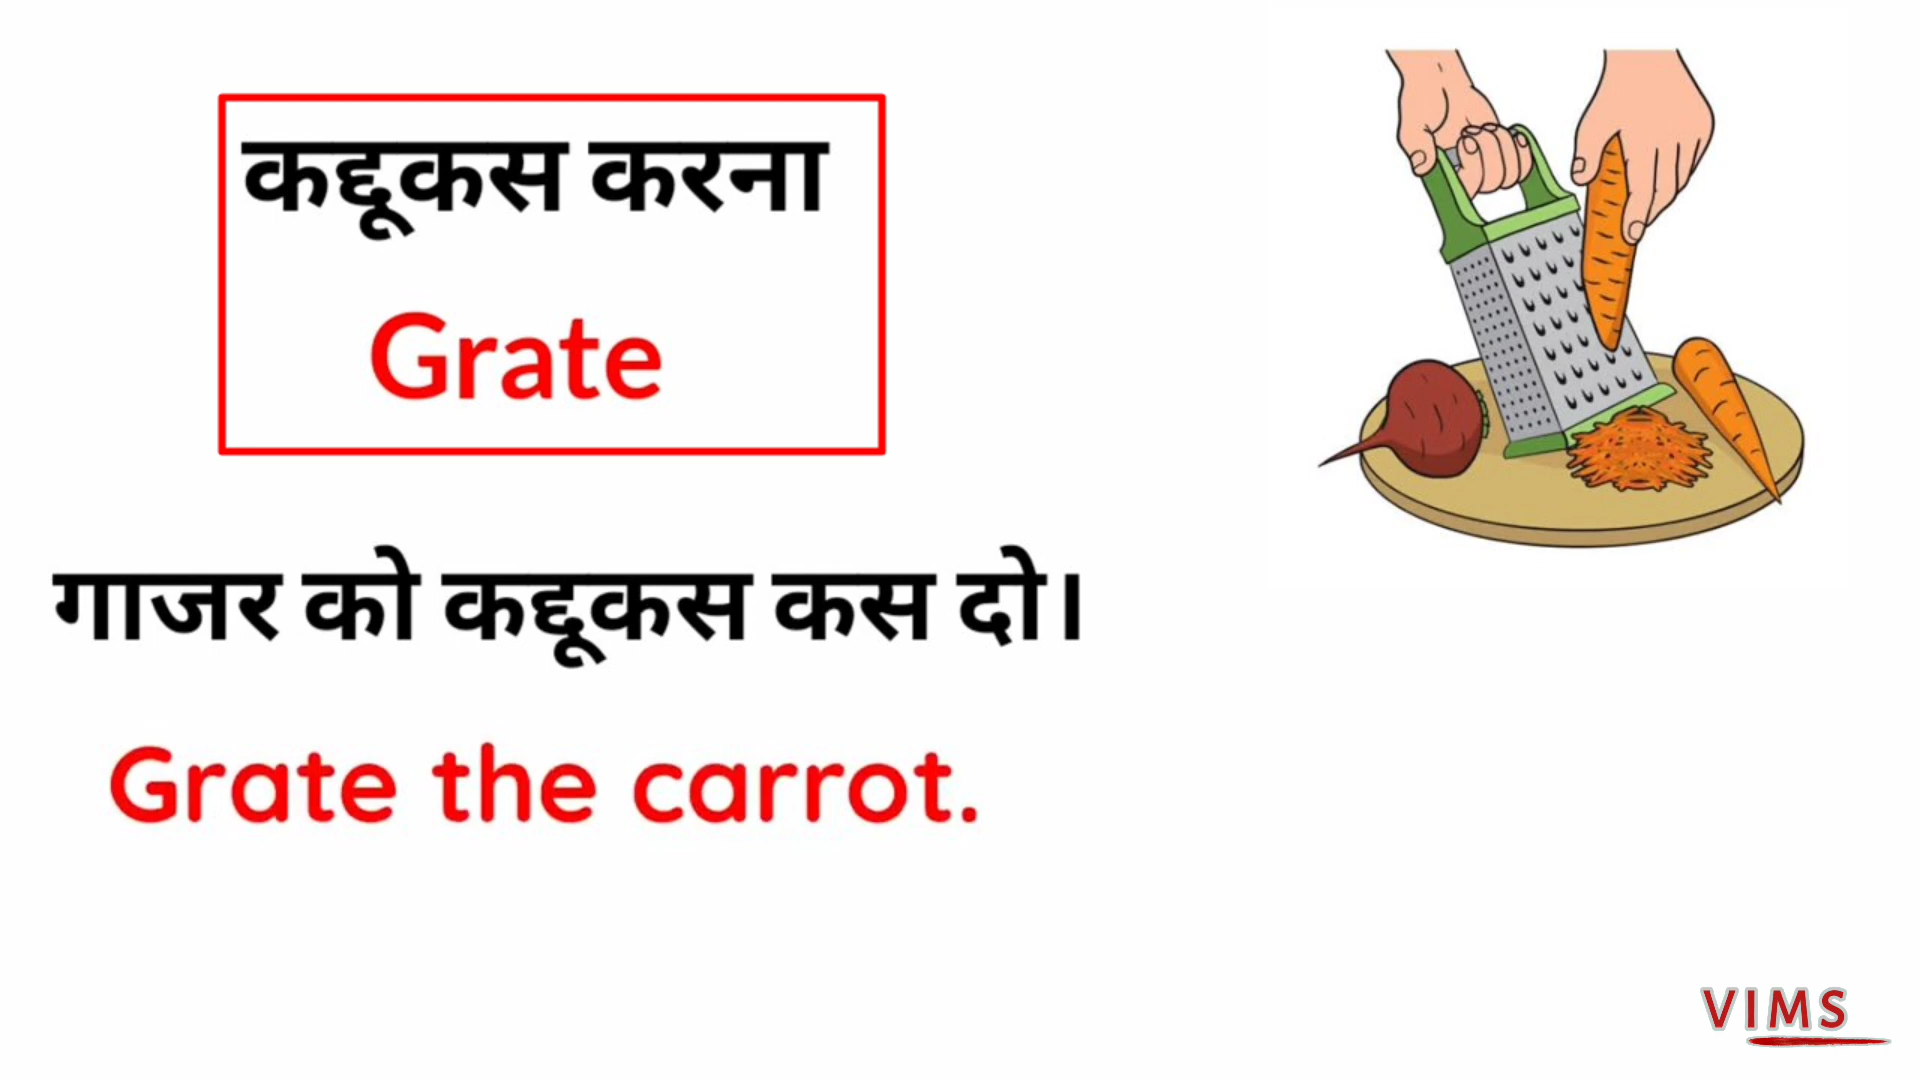 कद्दूकस करना
Grate
गाजर को कद्दूकस कस दो।
Grate the carrot.
VIMS